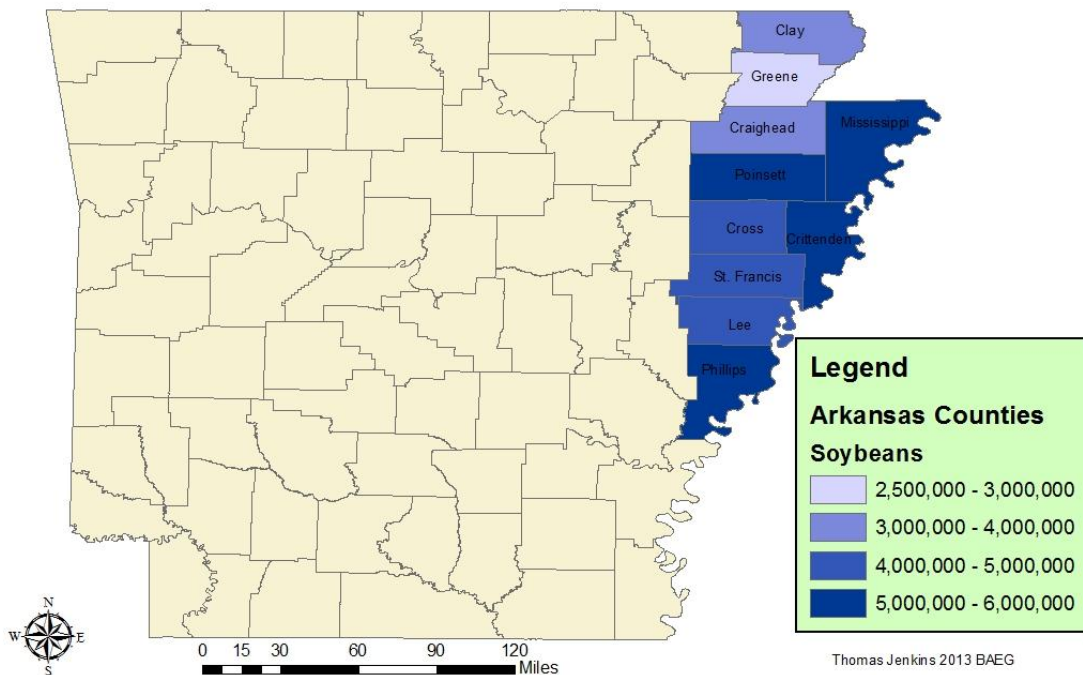 Clay
Greene
Craighead
Mississippi
Poinsett
Cross
Crittenden
St. Francis
Lee
Phillips
Legend
Arkansas Counties
Soybeans
2,500,000 - 3,000,000
3,000,000 - 4,000,000
4,000,000 - 5,000,000
5,000,000 - 6,000,000
N
W E
S
0 15 30 60 90 120
Miles
Thomas Jenkins 2013 BAEG